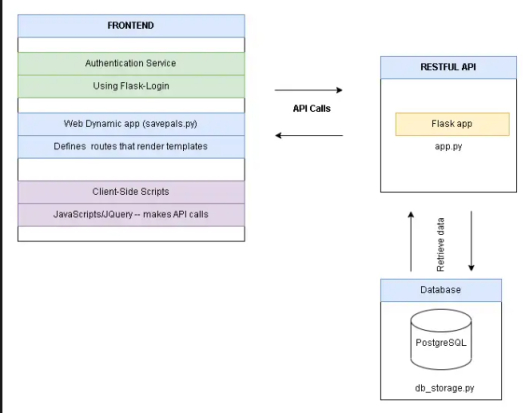 FRONTEND
Authentication Service
Using Flask-Login
Web Dynamic app (savepals.py)
Defines routes that render templates
Client-Side Scripts
JavaScripts/JQuery -- makes API calls
API Calls
RESTFUL API
Flask app
app.py
Retrieve data
Database
PostgreSQL
db_storage.py